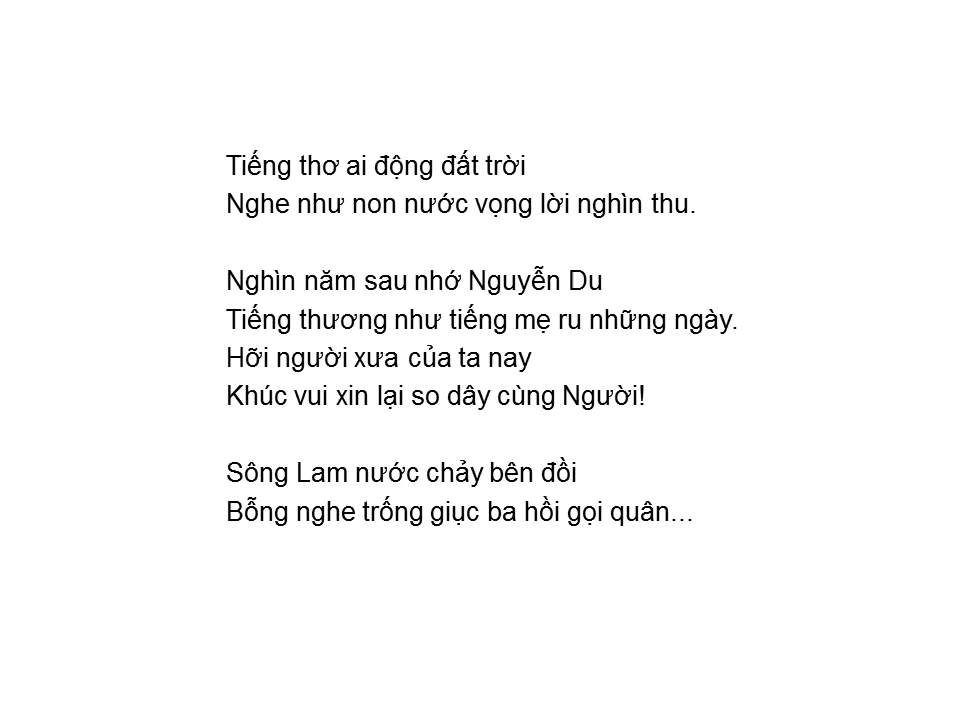 Tiếng thơ ai động đất trời
Nghe như non nước vọng lời nghìn thu.
Nghìn năm sau nhớ Nguyễn Du
Tiếng thương như tiếng mẹ ru những ngày.
Hỡi người xưa của ta nay
Khúc vui xin lại so dây cùng Người!
Sông Lam nước chảy bên đồi
Bỗng nghe trống giục ba hồi gọi quân...